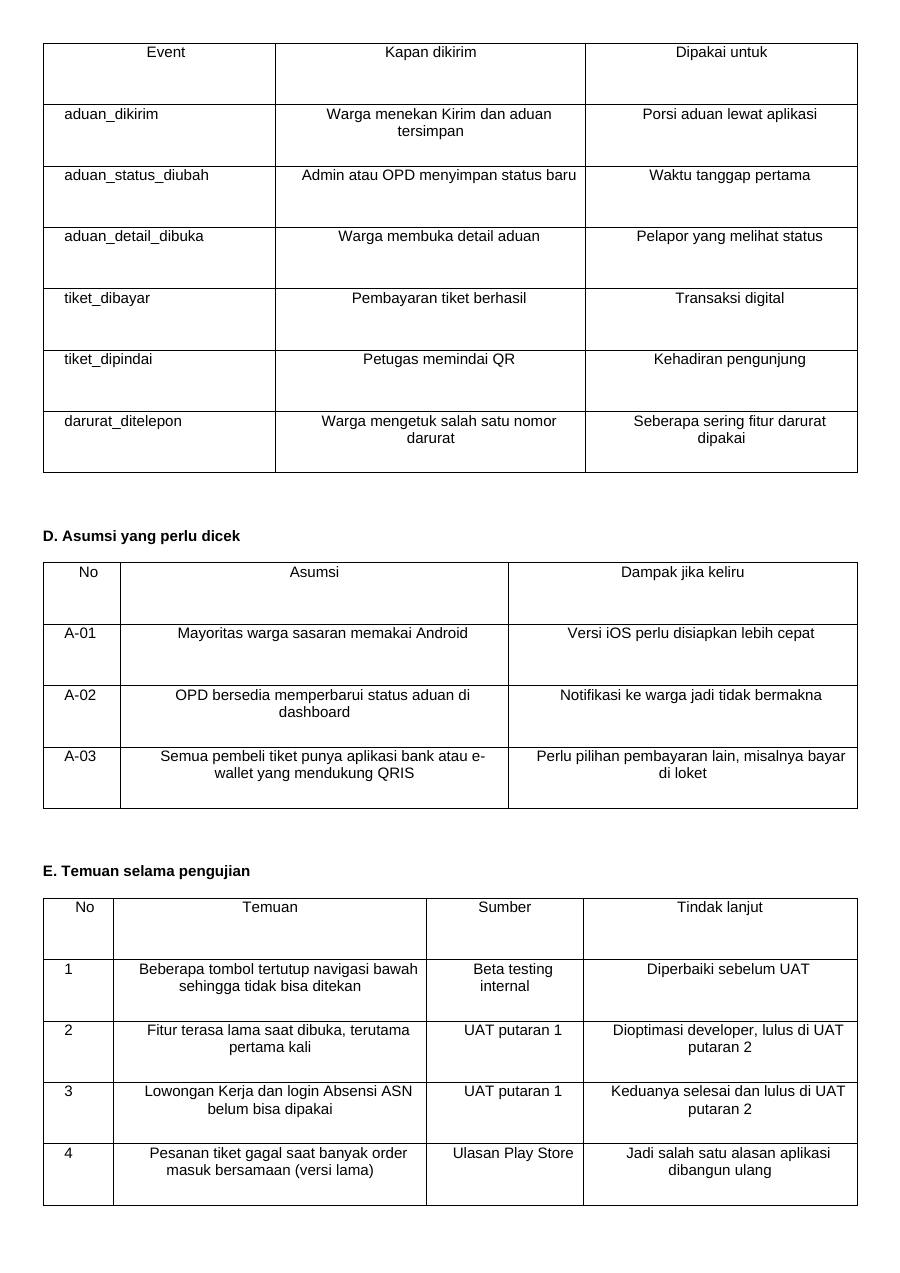 Event Kapan dikirim Dipakai untuk
aduan_dikirim Warga menekan Kirim dan aduan Porsi aduan lewat aplikasi
tersimpan
aduan_status_diubah Admin atau OPD menyimpan status baru Waktu tanggap pertama
aduan_detail_dibuka Warga membuka detail aduan Pelapor yang melihat status
tiket_dibayar Pembayaran tiket berhasil Transaksi digital
tiket_dipindai Petugas memindai QR Kehadiran pengunjung
darurat_ditelepon Warga mengetuk salah satu nomor Seberapa sering fitur darurat
darurat dipakai
D. Asumsi yang perlu dicek
No Asumsi Dampak jika keliru
A-01 Mayoritas warga sasaran memakai Android Versi iOS perlu disiapkan lebih cepat
A-02 OPD bersedia memperbarui status aduan di Notifikasi ke warga jadi tidak bermakna
dashboard
A-03 Semua pembeli tiket punya aplikasi bank atau e- Perlu pilihan pembayaran lain, misalnya bayar
wallet yang mendukung QRIS di loket
E. Temuan selama pengujian
No Temuan Sumber Tindak lanjut
1 Beberapa tombol tertutup navigasi bawah Beta testing Diperbaiki sebelum UAT
sehingga tidak bisa ditekan internal
2 Fitur terasa lama saat dibuka, terutama UAT putaran 1 Dioptimasi developer, lulus di UAT
pertama kali putaran 2
3 Lowongan Kerja dan login Absensi ASN UAT putaran 1 Keduanya selesai dan lulus di UAT
belum bisa dipakai putaran 2
4 Pesanan tiket gagal saat banyak order Ulasan Play Store Jadi salah satu alasan aplikasi
masuk bersamaan (versi lama) dibangun ulang